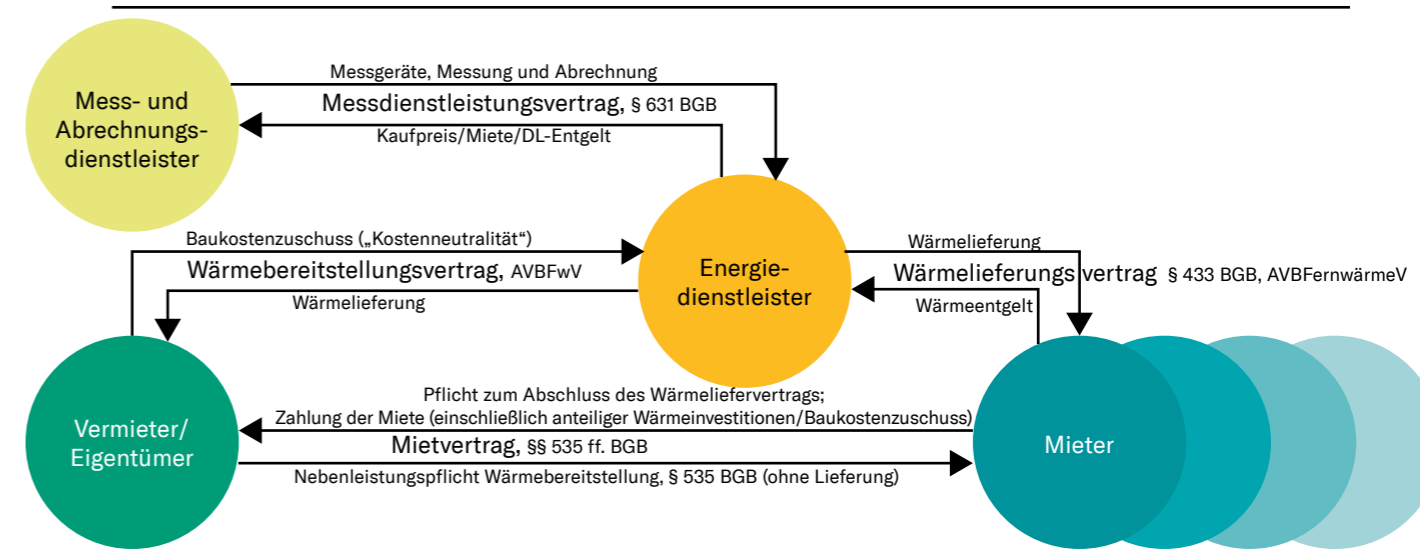 Messgeräte, Messung und Abrechnung
Messdienstleistungsvertrag, § 631 BGB
Kaufpreis/Miete/DL-Entgelt
Mess- und
Abrechnungs-
dienstleister
Baukostenzuschuss („Kostenneutralität“)
Wärmebereitstellungsvertrag, AVBFwV
Wärmelieferung
Energie-
dienstleister
Wärmelieferung
Wärmelieferungsvertrag § 433 BGB, AVBFernwärmeV
Wärmeentgelt
Pflicht zum Abschluss des Wärmeliefervertrags;
Zahlung der Miete (einschließlich anteiliger Wärmeinvestitionen/Baukostenzuschuss)
Mietvertrag, §§ 535 ff. BGB
Nebenleistungspflicht Wärmebereitstellung, § 535 BGB (ohne Lieferung)
Vermieter/
Eigentümer
Mieter